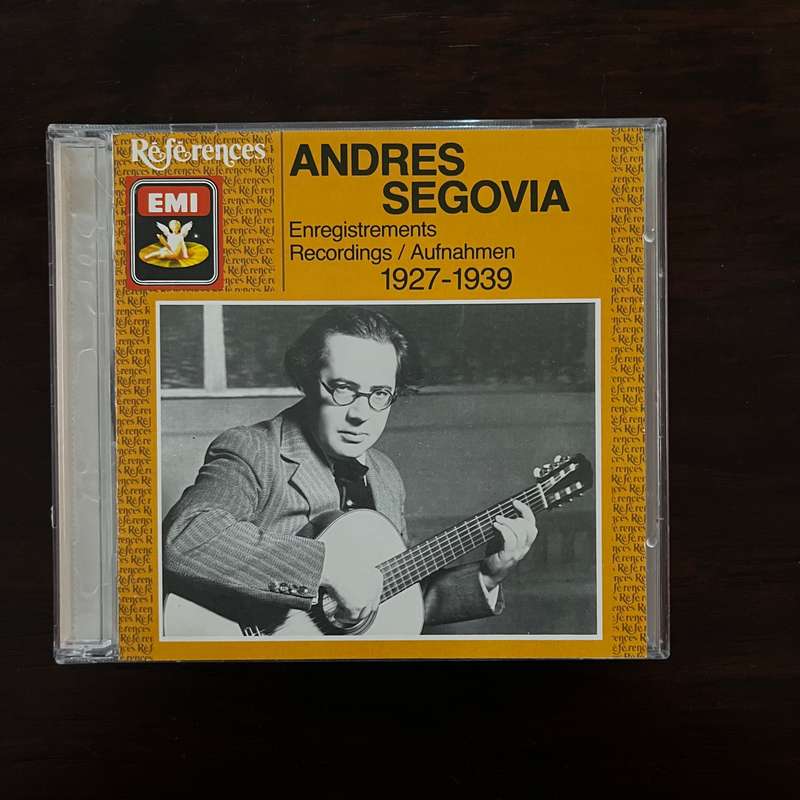 Références
EMI
ANDRES
SEGOVIA
Enregistrements
Recordings / Aufnahmen
1927-1939